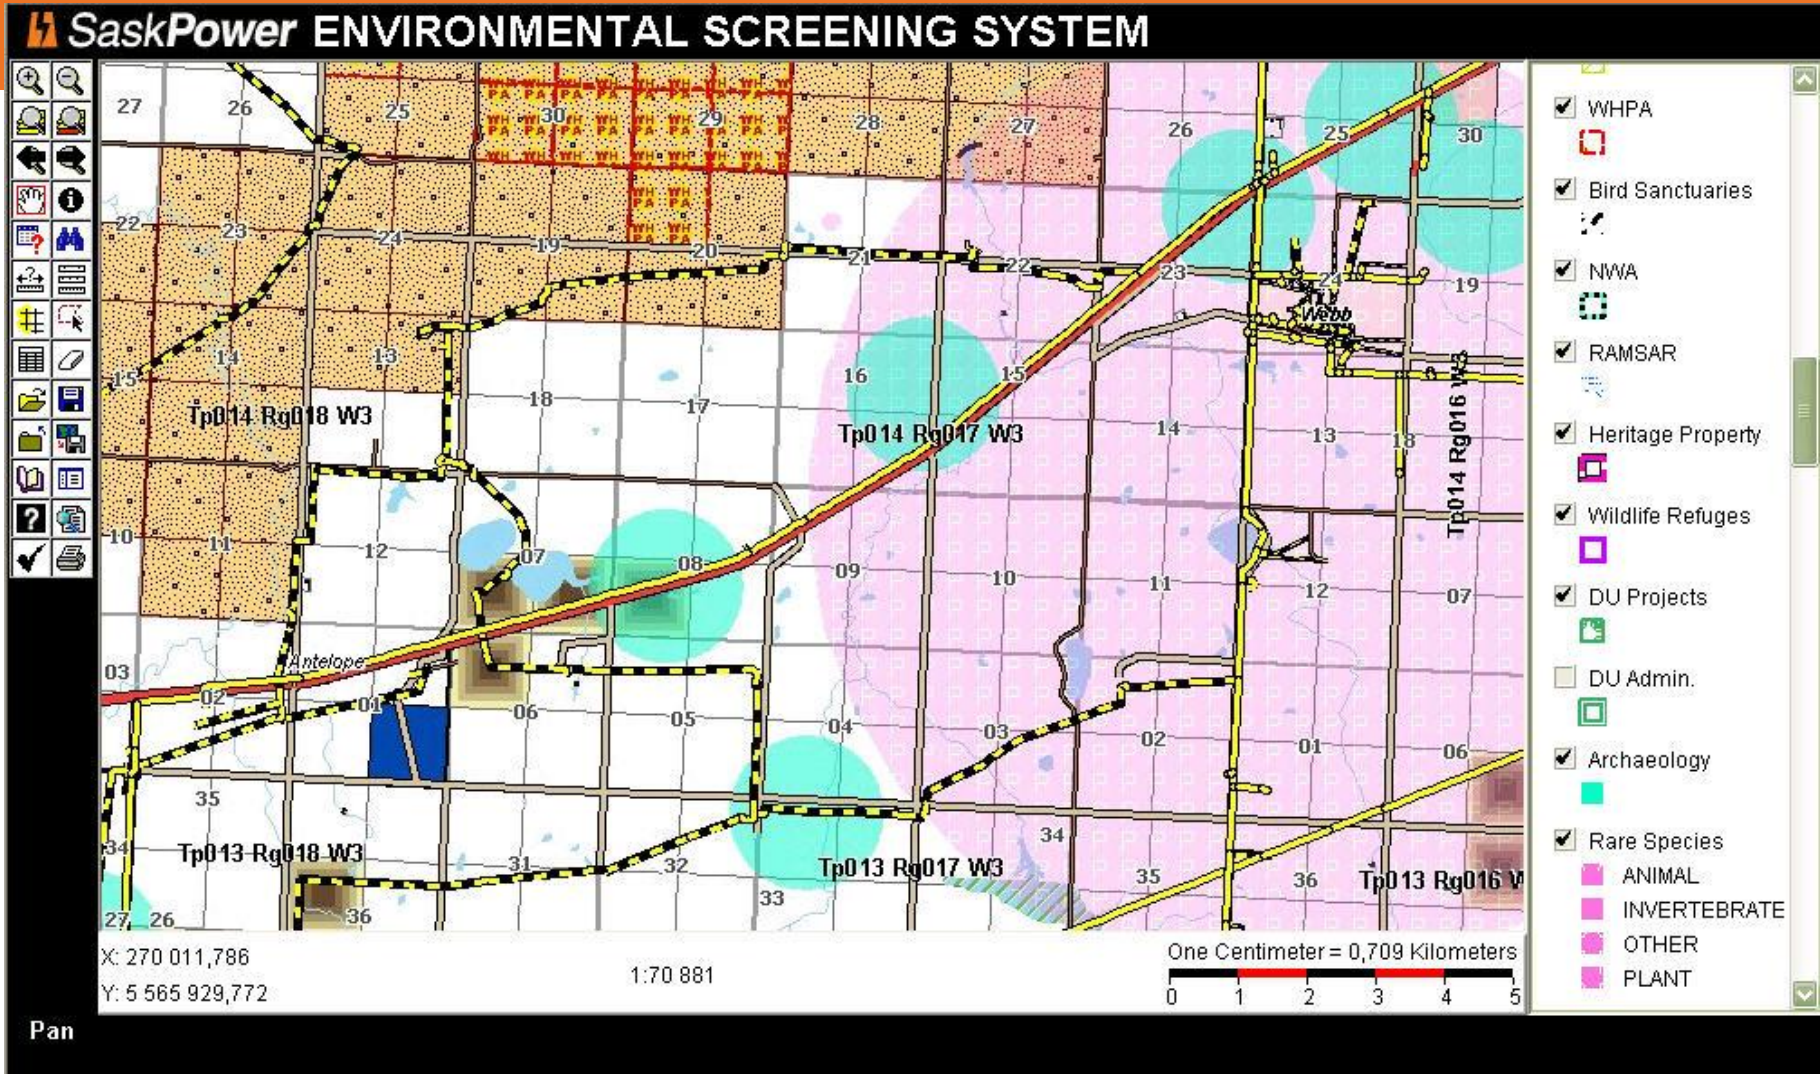 SaskPower ENVIRONMENTAL SCREENING SYSTEM
27 26 25 30 29 28 27 26 25 30
WH PA
22 23 24 19 20 21 22 23 24 19
Webb
15 14 13 18 17 16 15 14 13 18
Tp014 Rg018 W3
Tp014 Rg017 W3
Tp014 Rg016 W3
10 11 12 07 08 09 10 11 12 07
Antelope
03 02 01 06 05 04 03 02 01 06
34 35 36 31 32 33 34 35 36
Tp013 Rg018 W3
Tp013 Rg017 W3
Tp013 Rg016 W
27 26
X: 270 011,786
Y: 5 565 929,772
1:70 881
One Centimeter = 0,709 Kilometers
0 1 2 3 4 5
Pan
WHPA
Bird Sanctuaries
NWA
RAMSAR
Heritage Property
Wildlife Refuges
DU Projects
DU Admin.
Archaeology
Rare Species
ANIMAL
INVERTEBRATE
OTHER
PLANT